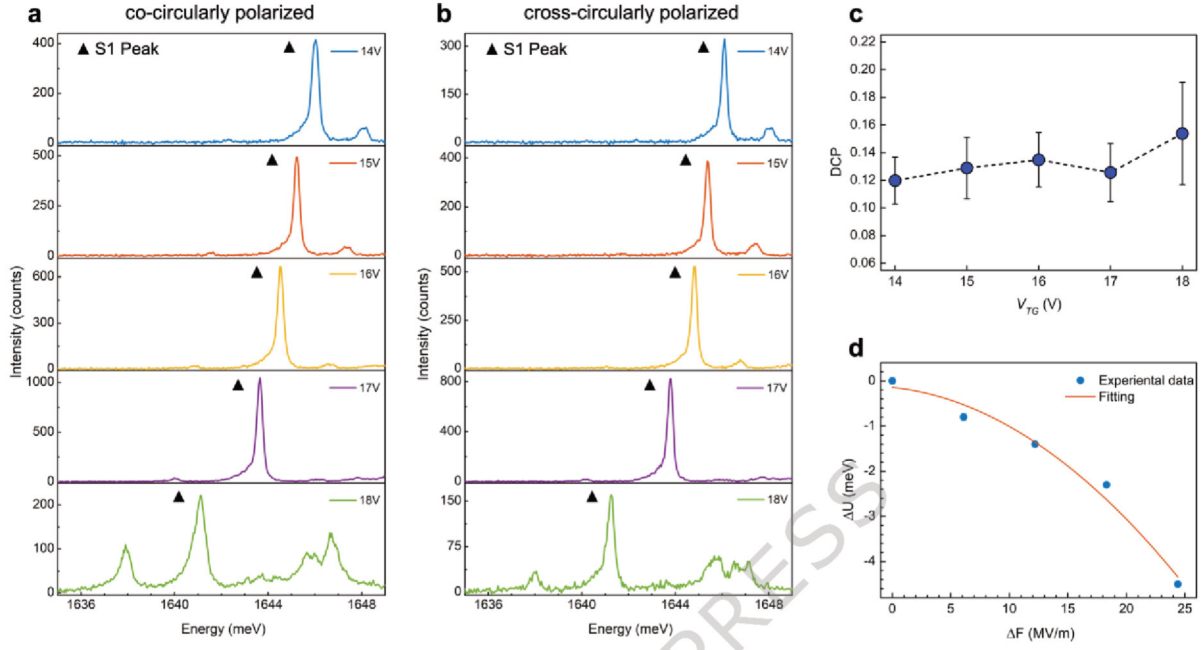 a
co-circularly polarized
▲ S1 Peak
14V
400
200
0
15V
500
250
0
16V
600
300
0
17V
1000
500
0
18V
200
100
0
Intensity (counts)
1636 1640 1644 1648
Energy (meV)
b
cross-circularly polarized
▲ S1 Peak
14V
300
150
0
15V
400
200
0
16V
500
250
0
17V
800
400
0
18V
150
75
0
Intensity (counts)
1636 1640 1644 1648
Energy (meV)
c
0.22
0.20
0.18
0.16
0.14
0.12
0.10
0.08
0.06
DCP
14 15 16 17 18
V_TG (V)
d
Experiental data
Fitting
0
-1
-2
-3
-4
-5
ΔU (meV)
0 5 10 15 20 25
ΔF (MV/m)
PRESS